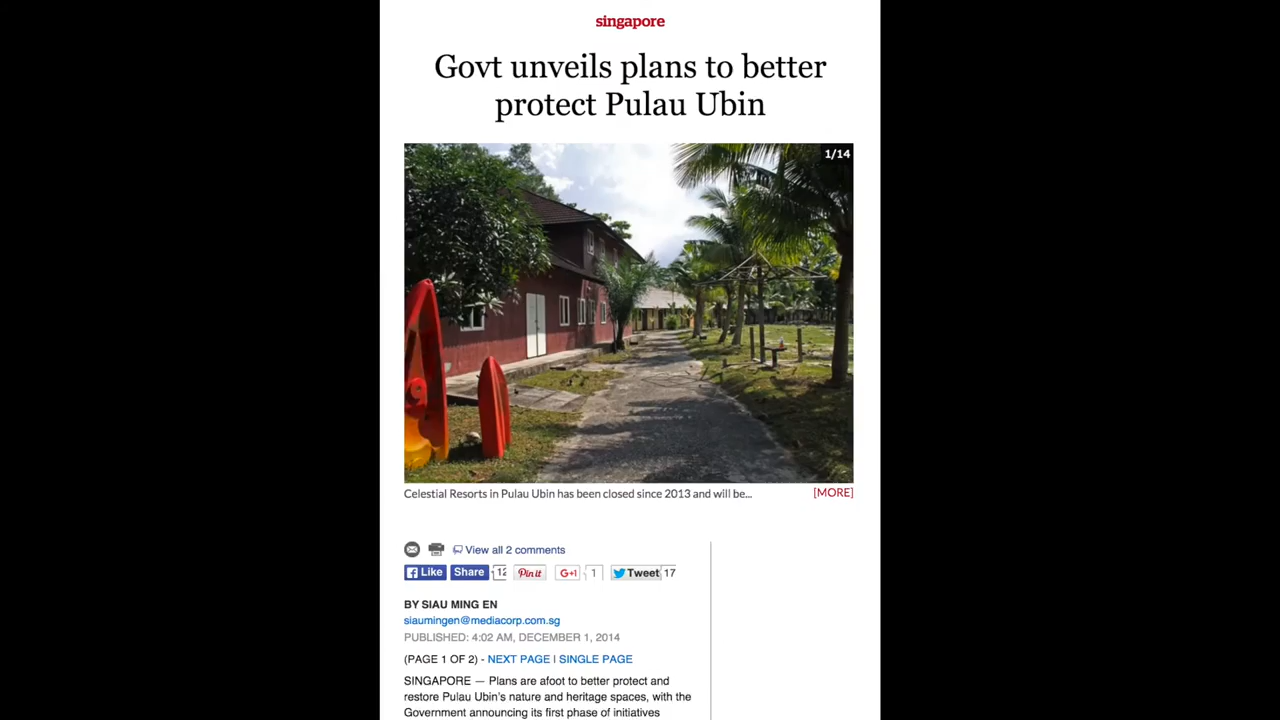 singapore
Govt unveils plans to better
protect Pulau Ubin
1/14
Celestial Resorts in Pulau Ubin has been closed since 2013 and will be...
[MORE]
View all 2 comments
Like Share 12 Pin it G+1 1 Tweet 17
BY SIAU MING EN
siaumingen@mediacorp.com.sg
PUBLISHED: 4:02 AM, DECEMBER 1, 2014
(PAGE 1 OF 2) - NEXT PAGE | SINGLE PAGE
SINGAPORE — Plans are afoot to better protect and
restore Pulau Ubin's nature and heritage spaces, with the
Government announcing its first phase of initiatives